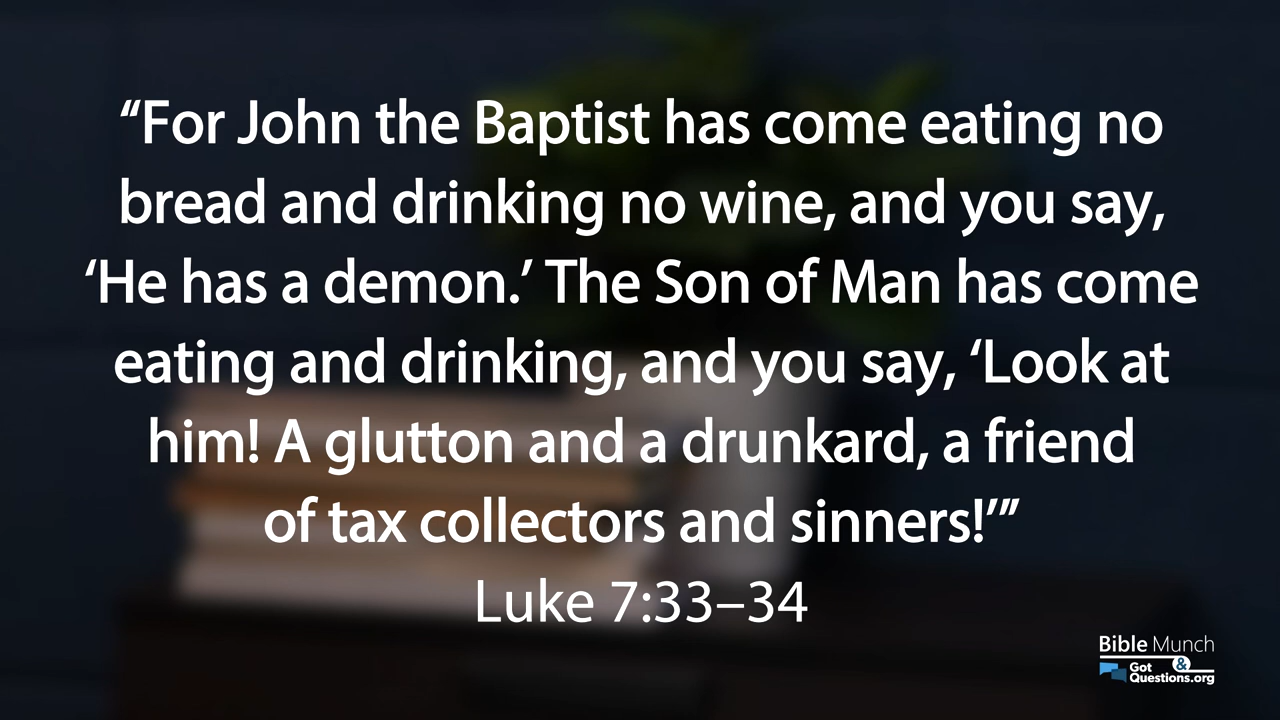 “For John the Baptist has come eating no
bread and drinking no wine, and you say,
‘He has a demon.’ The Son of Man has come
eating and drinking, and you say, ‘Look at
him! A glutton and a drunkard, a friend
of tax collectors and sinners!’”
Luke 7:33–34
Bible Munch
&
Got
Questions.org